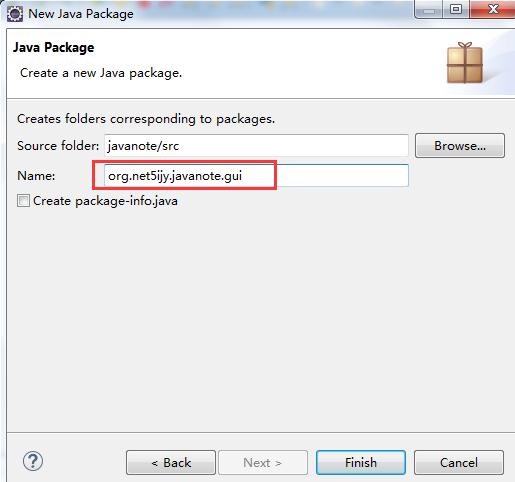 New Java Package
Java Package
Create a new Java package.
Creates folders corresponding to packages.
Source folder: javanote/src Browse...
Name: org.net5ijy.javanote.gui
Create package-info.java
? < Back Next > Finish Cancel